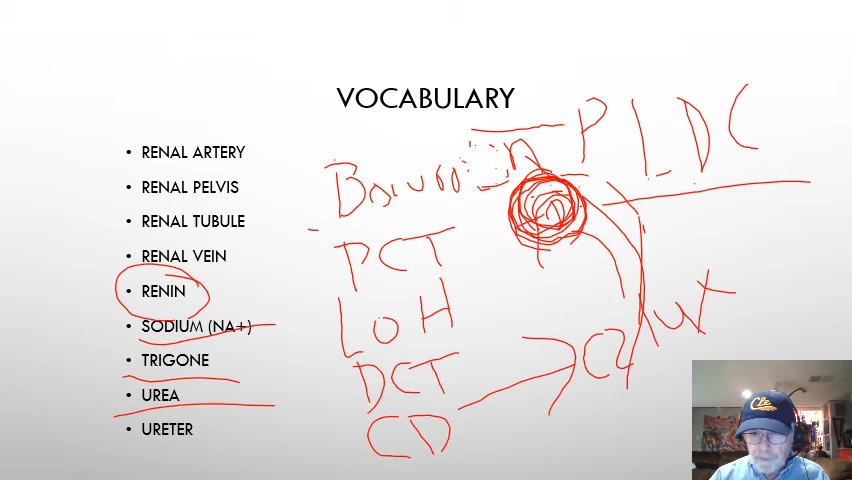 VOCABULARY
• RENAL ARTERY
• RENAL PELVIS
• RENAL TUBULE
• RENAL VEIN
• RENIN
• SODIUM (NA+)
• TRIGONE
• UREA
• URETER
PLDC
PCT
LOH
DCT
CD
Cle